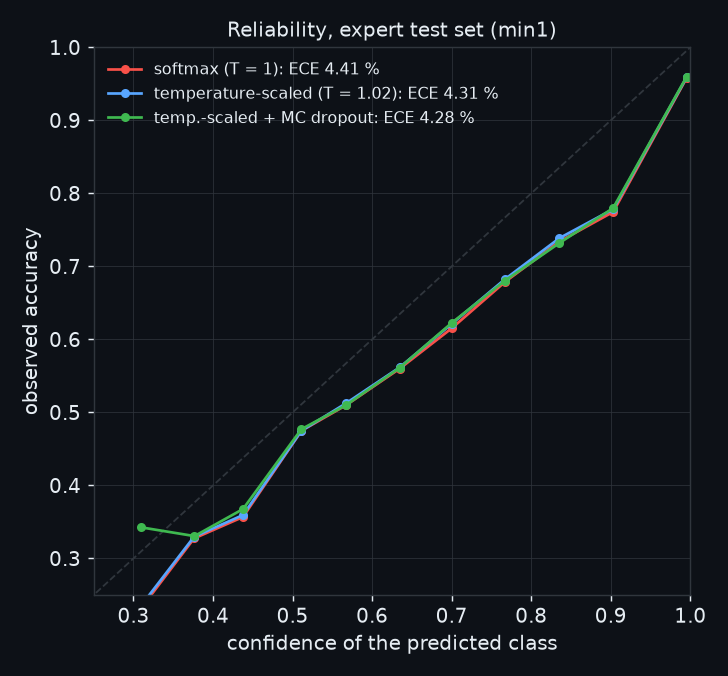 Reliability, expert test set (min1)
softmax (T = 1): ECE 4.41 %
temperature-scaled (T = 1.02): ECE 4.31 %
temp.-scaled + MC dropout: ECE 4.28 %
observed accuracy
1.0
0.9
0.8
0.7
0.6
0.5
0.4
0.3
0.3 0.4 0.5 0.6 0.7 0.8 0.9 1.0
confidence of the predicted class